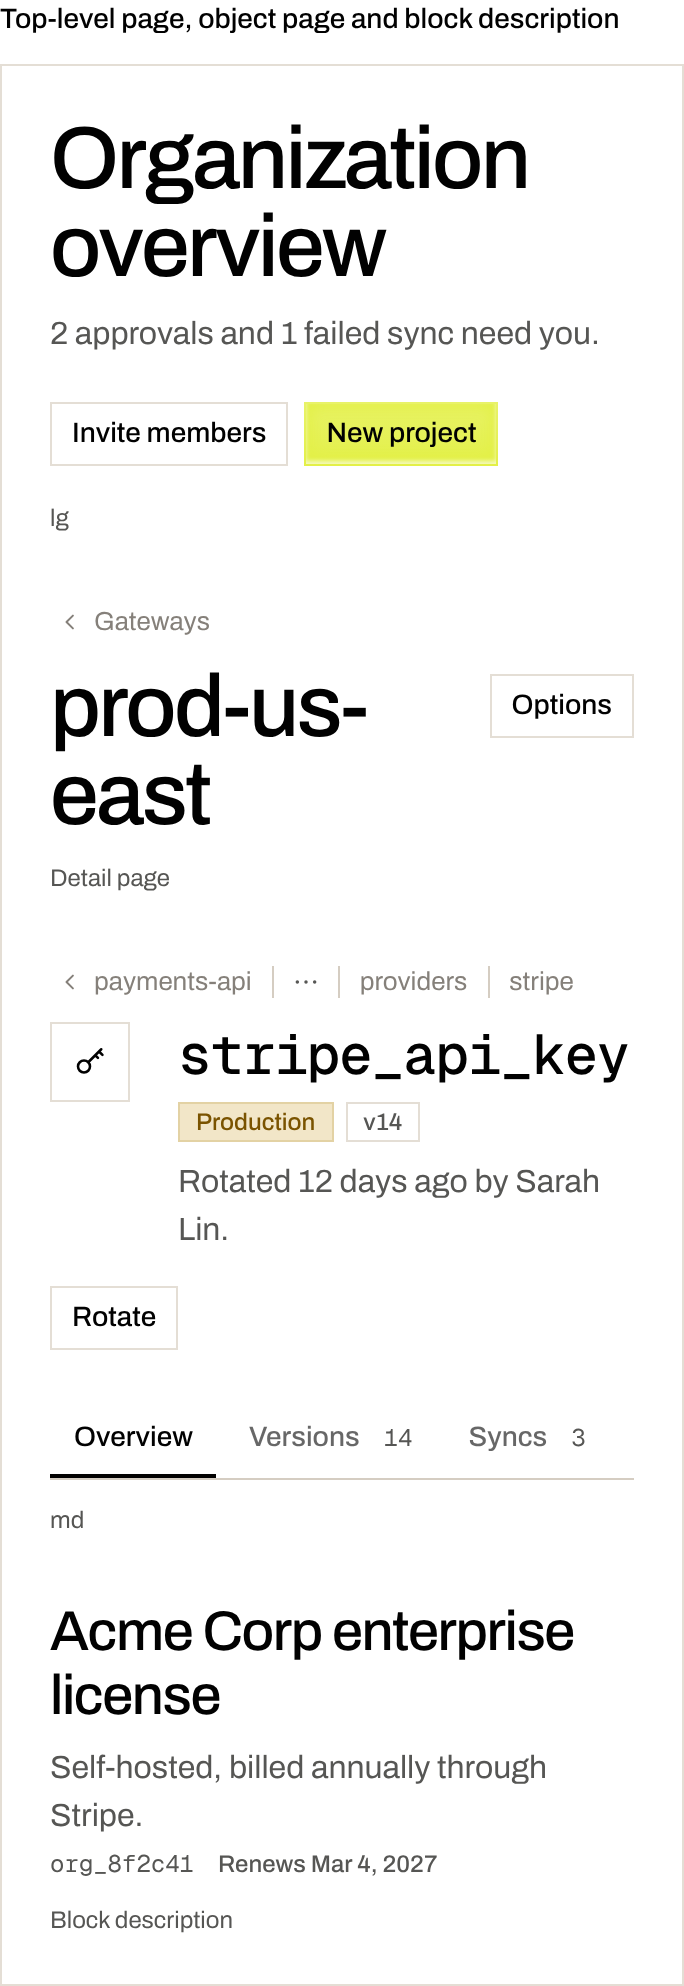 Top-level page, object page and block description
Organization
overview
2 approvals and 1 failed sync need you.
Invite members
New project
lg
Gateways
prod-us-
east
Options
Detail page
payments-api ··· providers stripe
stripe_api_key
Production v14
Rotated 12 days ago by Sarah
Lin.
Rotate
Overview Versions 14 Syncs 3
md
Acme Corp enterprise
license
Self-hosted, billed annually through
Stripe.
org_8f2c41 Renews Mar 4, 2027
Block description